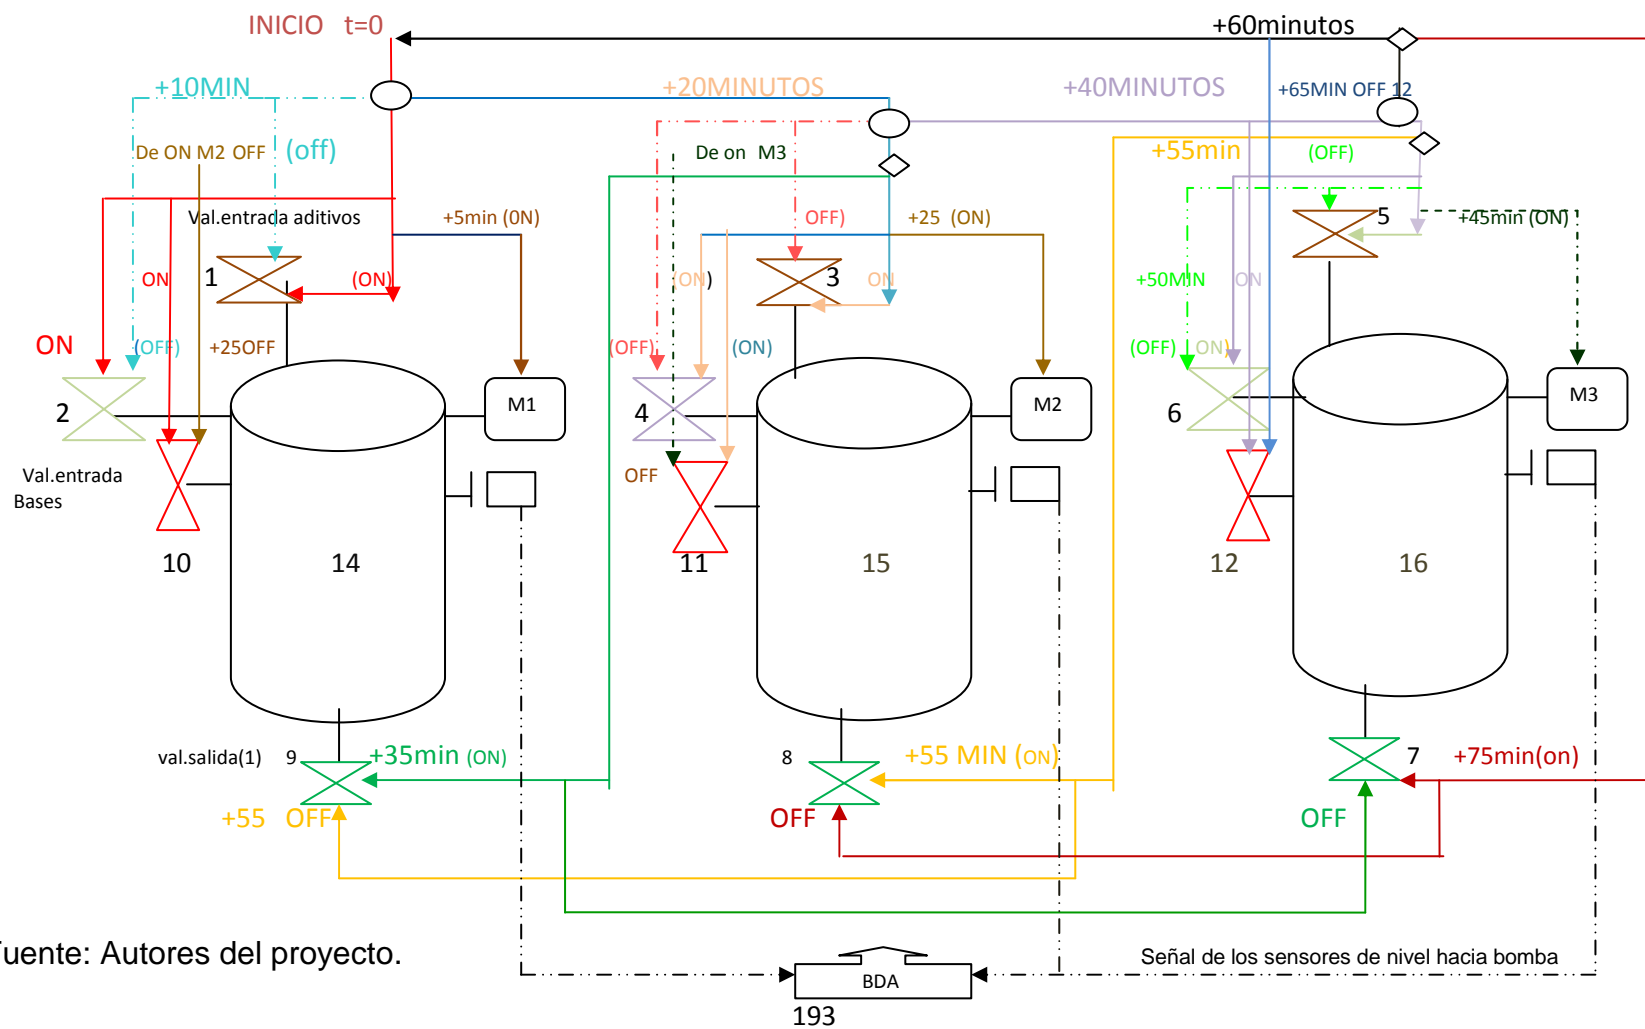 INICIO t=0
+60minutos
+10MIN
+20MINUTOS
+40MINUTOS
+65MIN OFF 12
De ON M2 OFF
(off)
De on M3
+55min
(OFF)
Val.entrada aditivos
+5min (0N)
OFF)
+25 (ON)
5
+45min (ON)
1
ON
(ON)
(ON)
3
ON
+50MIN
ON
ON
(OFF)
+25OFF
(OFF)
(ON)
(OFF)
ON)
2
M1
4
M2
6
M3
Val.entrada
Bases
OFF
10
14
11
15
12
16
val.salida(1)
9
+35min (ON)
8
+55 MIN (ON)
7
+75min(on)
+55 OFF
OFF
OFF
uente: Autores del proyecto.
Señal de los sensores de nivel hacia bomba
BDA
193